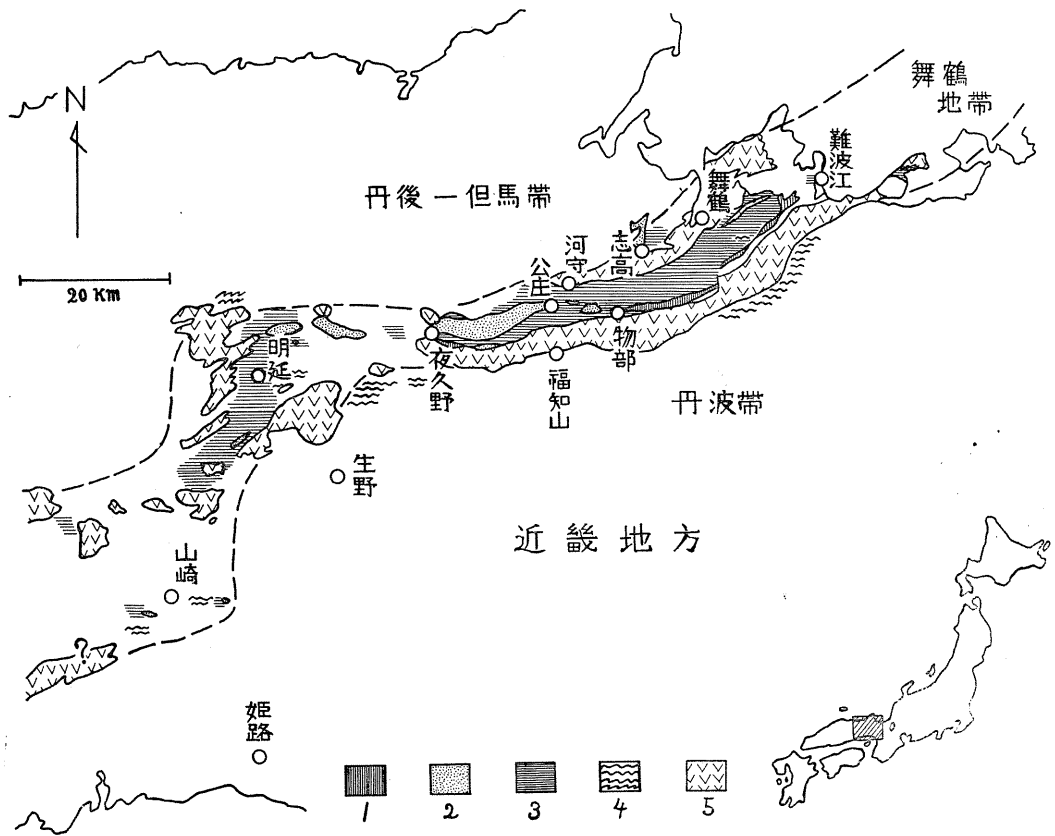 N
舞鶴
地帯
難波江
丹後一但馬帯
舞鶴
志高
河守
公庄
20 Km
明延
夜久野
物部
福知山
丹波帯
生野
近畿地方
山崎
?
姫路
1 2 3 4 5